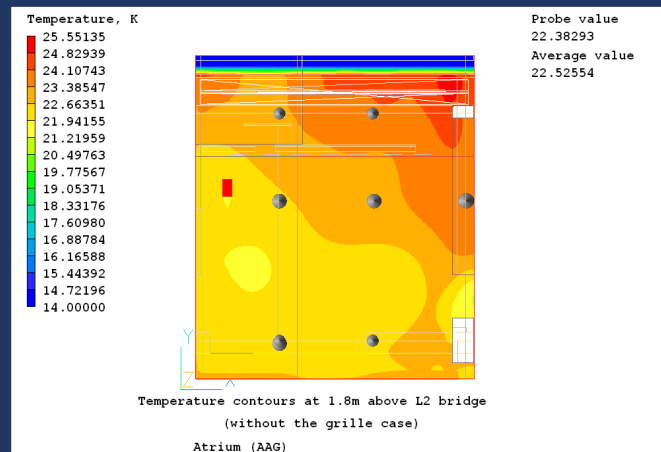 Temperature, K
25.55135
24.82939
24.10743
23.38547
22.66351
21.94155
21.21959
20.49763
19.77567
19.05371
18.33176
17.60980
16.88784
16.16588
15.44392
14.72196
14.00000
Probe value
22.38293
Average value
22.52554
Y
Z
X
Temperature contours at 1.8m above L2 bridge
(without the grille case)
Atrium (AAG)